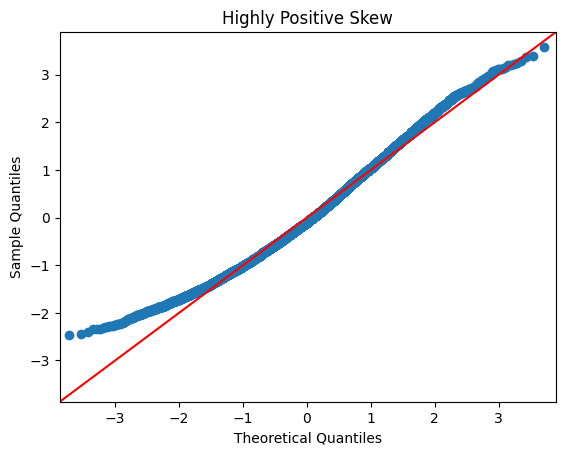 Highly Positive Skew
3
2
1
0
−1
−2
−3
Sample Quantiles
−3 −2 −1 0 1 2 3
Theoretical Quantiles